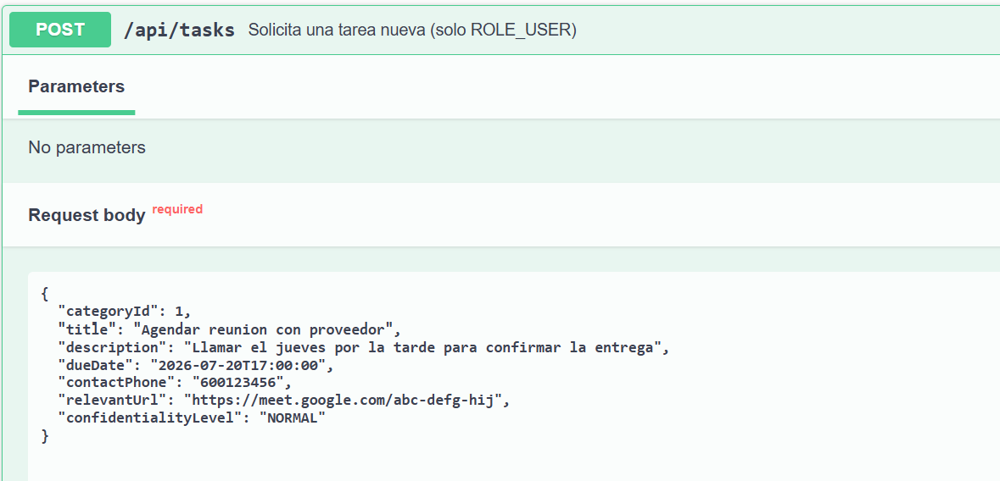 POST /api/tasks Solicita una tarea nueva (solo ROLE_USER)
Parameters
No parameters
Request body required
{
  "categoryId": 1,
  "title": "Agendar reunion con proveedor",
  "description": "Llamar el jueves por la tarde para confirmar la entrega",
  "dueDate": "2026-07-20T17:00:00",
  "contactPhone": "600123456",
  "relevantUrl": "https://meet.google.com/abc-defg-hij",
  "confidentialityLevel": "NORMAL"
}